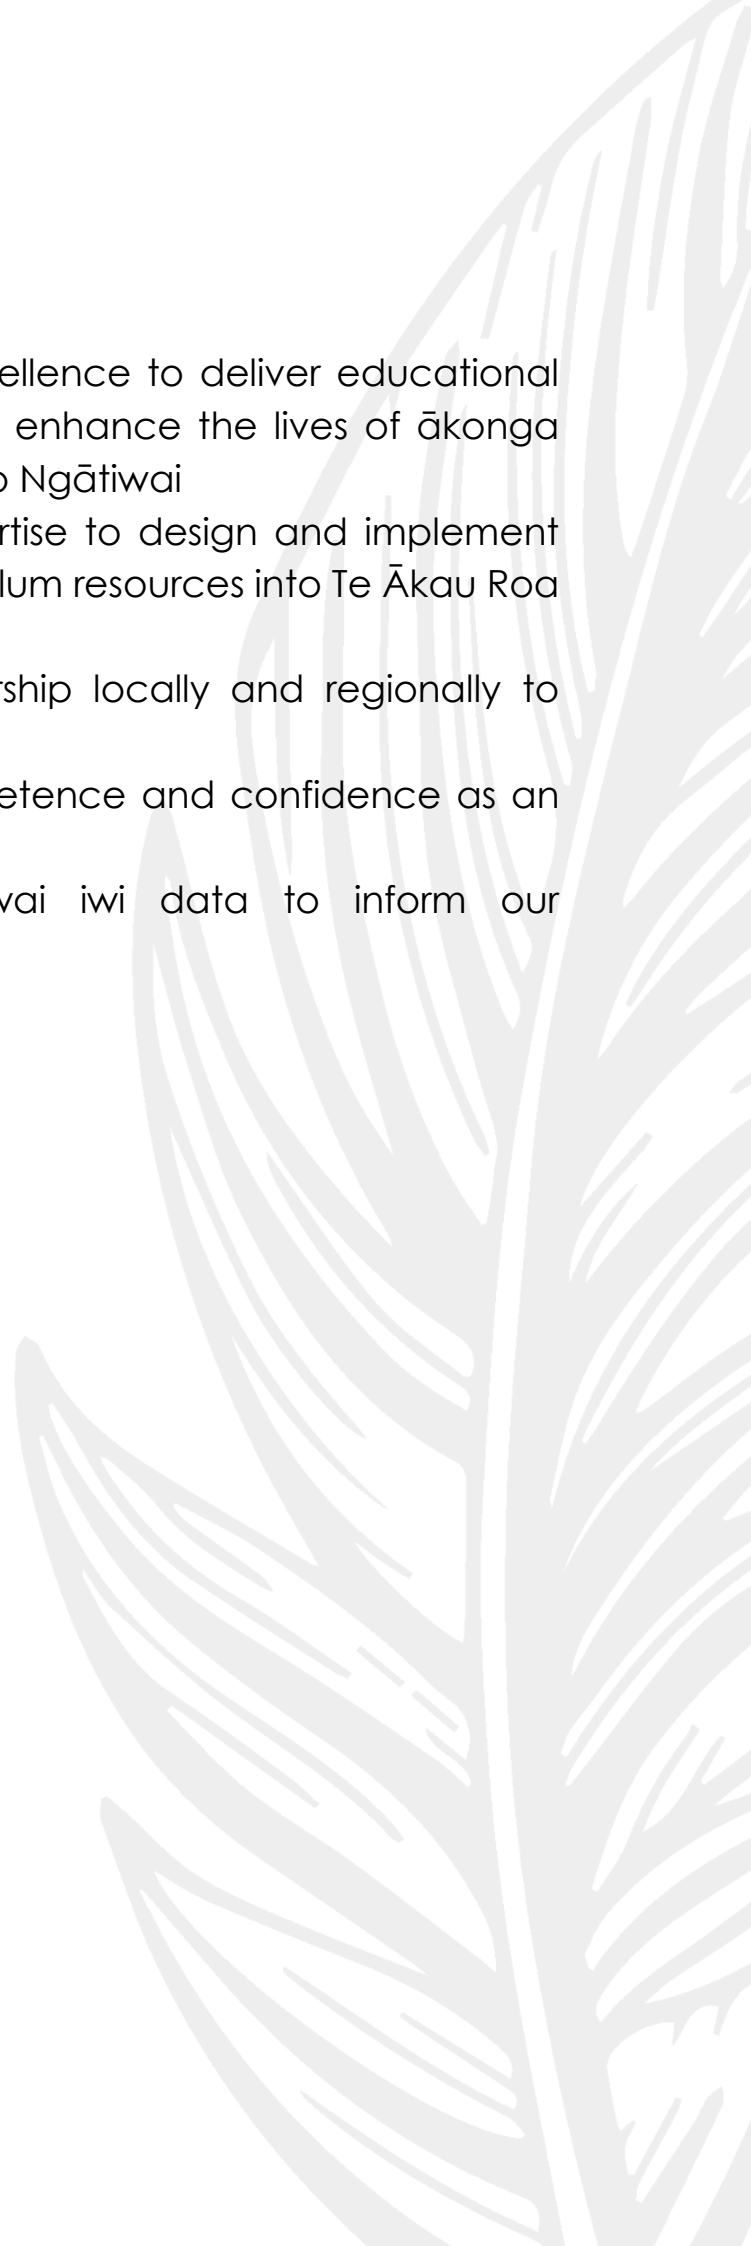 ellence to deliver educational
enhance the lives of ākonga
o Ngātiwai
rtise to design and implement
lum resources into Te Ākau Roa
rship locally and regionally to
etence and confidence as an
vai iwi data to inform our